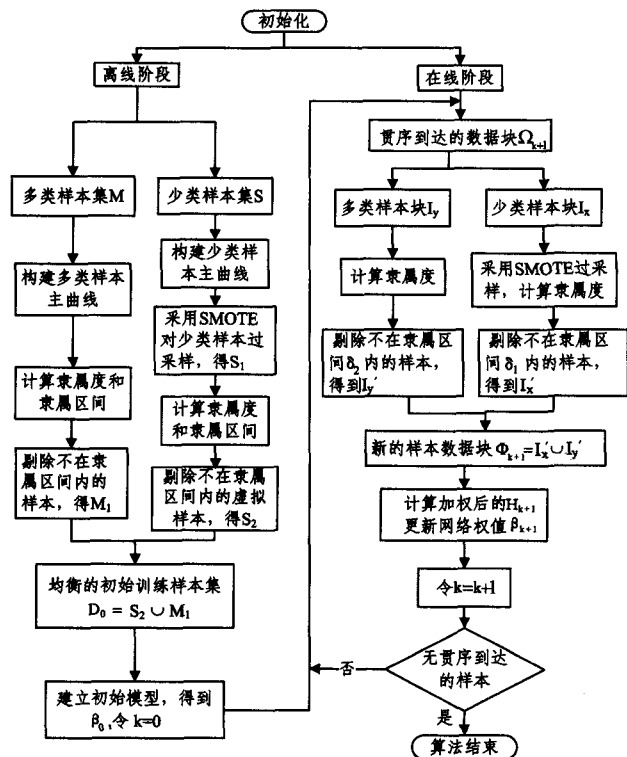 初始化
离线阶段
多类样本集M
构建多类样本
主曲线
计算隶属度和
隶属区间
剔除不在隶
属区间内的
样本，得M₁
少类样本集S
构建少类样
本主曲线
采用SMOTE
对少类样本过
采样，得S₁
计算隶属度
和隶属区间
剔除不在隶属
区间内的虚拟
样本，得S₂
均衡的初始训练样本集
D₀ = S₂ ∪ M₁
建立初始模型，得到
β₀,令 k=0
在线阶段
贯序到达的数据块Ωₖ₊₁
多类样本块Iy
计算隶属度
剔除不在隶属区
间δ₂内的样本，
得到Iy′
少类样本块Iₓ
采用SMOTE过采
样，计算隶属度
剔除不在隶属区
间δ₁内的样本，
得到Iₓ′
新的样本数据块Φₖ₊₁=Iₓ′∪Iy′
计算加权后的Hₖ₊₁
更新网络权值βₖ₊₁
令k=k+1
无贯序到达
的样本
否
是
算法结束